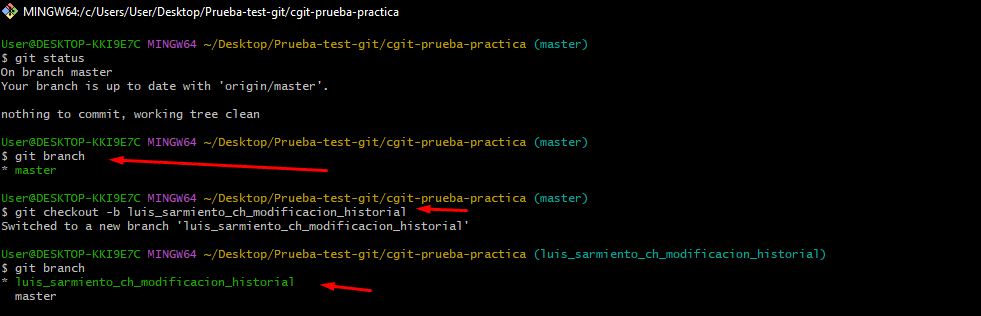 MINGW64:/c/Users/User/Desktop/Prueba-test-git/cgit-prueba-practica
User@DESKTOP-KKI9E7C MINGW64 ~/Desktop/Prueba-test-git/cgit-prueba-practica (master)
$ git status
On branch master
Your branch is up to date with 'origin/master'.
nothing to commit, working tree clean
User@DESKTOP-KKI9E7C MINGW64 ~/Desktop/Prueba-test-git/cgit-prueba-practica (master)
$ git branch
* master
User@DESKTOP-KKI9E7C MINGW64 ~/Desktop/Prueba-test-git/cgit-prueba-practica (master)
$ git checkout -b luis_sarmiento_ch_modificacion_historial
Switched to a new branch 'luis_sarmiento_ch_modificacion_historial'
User@DESKTOP-KKI9E7C MINGW64 ~/Desktop/Prueba-test-git/cgit-prueba-practica (luis_sarmiento_ch_modificacion_historial)
$ git branch
* luis_sarmiento_ch_modificacion_historial
master